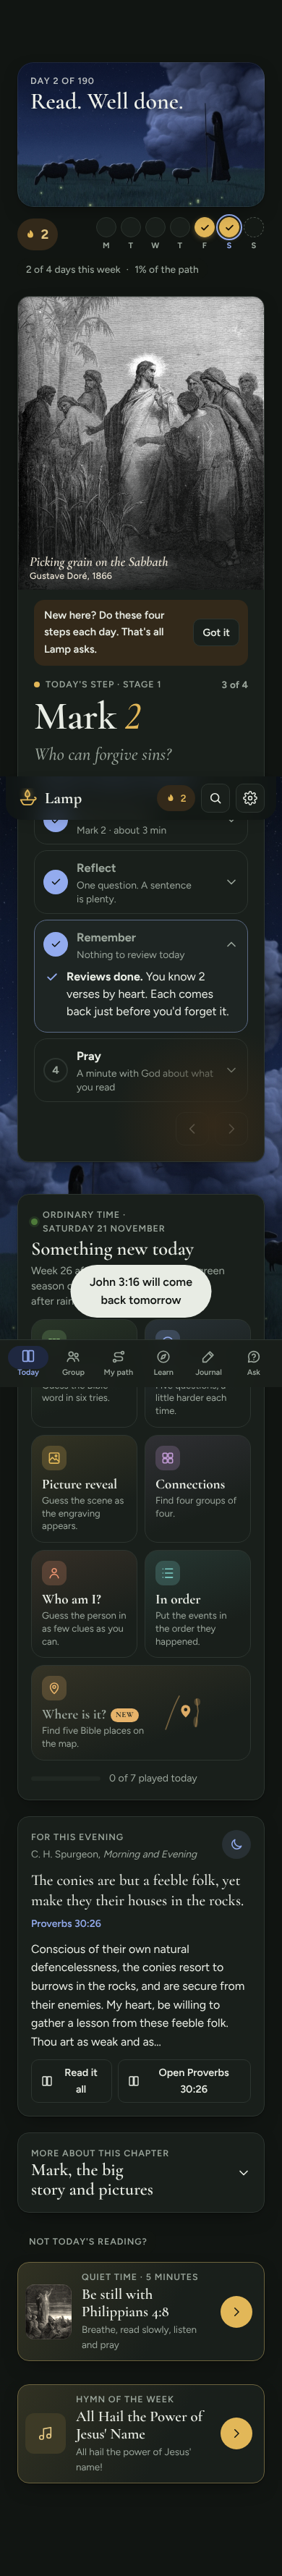 DAY 2 OF 190
Read. Well done.
2
M T W T F S S
2 of 4 days this week · 1% of the path
Picking grain on the Sabbath
Gustave Doré, 1866
New here? Do these four
steps each day. That's all
Lamp asks.
Got it
TODAY'S STEP · STAGE 1
3 of 4
Mark 2
Who can forgive sins?
Lamp
2
Mark 2 · about 3 min
Reflect
One question. A sentence
is plenty.
Remember
Nothing to review today
Reviews done. You know 2
verses by heart. Each comes
back just before you'd forget it.
4
Pray
A minute with God about what
you read
ORDINARY TIME ·
SATURDAY 21 NOVEMBER
Something new today
Week 26 
green
season
after
John 3:16 will come
back tomorrow
Today
Group
My path
Learn
Journal
Ask
word in six tries.
little harder each
time.
Picture reveal
Guess the scene as
the engraving
appears.
Connections
Find four groups of
four.
Who am I?
Guess the person in
as few clues as you
can.
In order
Put the events in
the order they
happened.
Where is it? NEW
Find five Bible places on
the map.
0 of 7 played today
FOR THIS EVENING
C. H. Spurgeon, Morning and Evening
The conies are but a feeble folk, yet
make they their houses in the rocks.
Proverbs 30:26
Conscious of their own natural
defencelessness, the conies resort to
burrows in the rocks, and are secure from
their enemies. My heart, be willing to
gather a lesson from these feeble folk.
Thou art as weak and as...
Read it
all
Open Proverbs
30:26
MORE ABOUT THIS CHAPTER
Mark, the big
story and pictures
NOT TODAY'S READING?
QUIET TIME · 5 MINUTES
Be still with
Philippians 4:8
Breathe, read slowly, listen
and pray
HYMN OF THE WEEK
All Hail the Power of
Jesus' Name
All hail the power of Jesus'
name!